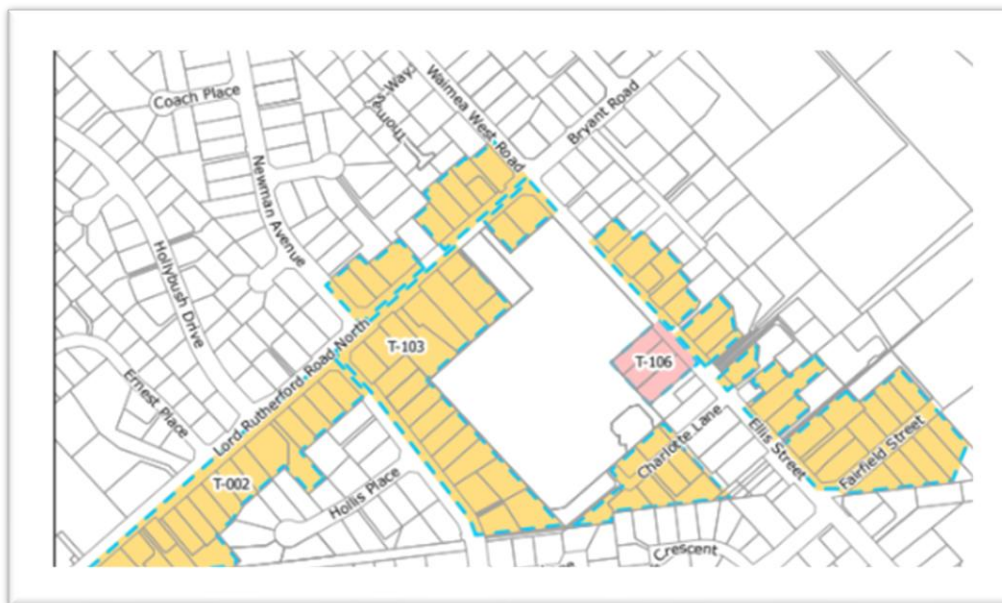 Waimea West Road
Bryant Road
Coach Place
Newman Avenue
Hollybush Drive
T-103
T-106
Lord Rutherford Road North
Ernest Place
Charlotte Lane
Ellis Street
Fairfield Street
T-002
Hollis Place
Crescent